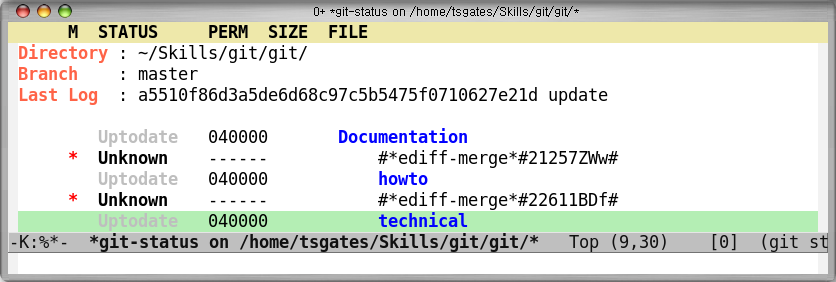 0+ *git-status on /home/tsgates/Skills/git/git/*
M STATUS PERM SIZE FILE
Directory : ~/Skills/git/git/
Branch : master
Last Log : a5510f86d3a5de6d68c97c5b5475f0710627e21d update
Uptodate 040000 Documentation
* Unknown ------ #*ediff-merge*#21257ZWw#
Uptodate 040000 howto
* Unknown ------ #*ediff-merge*#22611BDf#
Uptodate 040000 technical
-K:%*- *git-status on /home/tsgates/Skills/git/git/* Top (9,30) [0] (git st